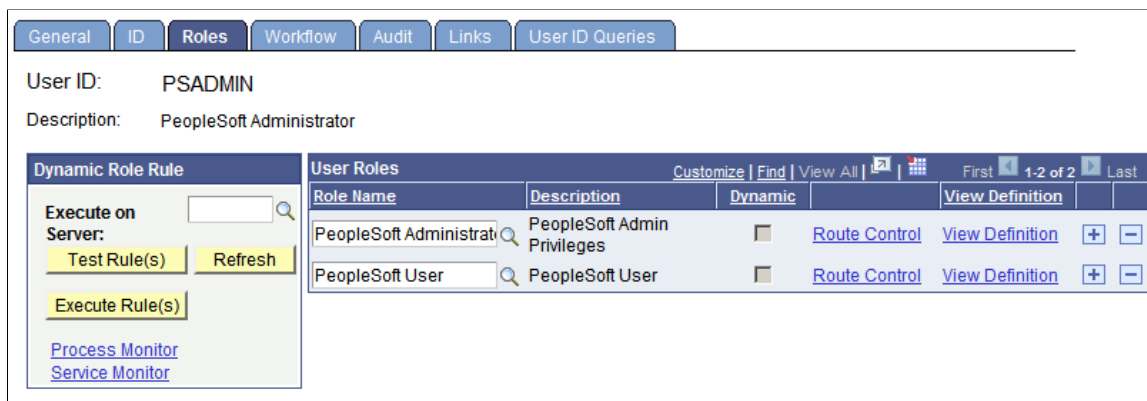 General ID Roles Workflow Audit Links User ID Queries
User ID: PSADMIN
Description: PeopleSoft Administrator
Dynamic Role Rule
Execute on
Server:
Test Rule(s) Refresh
Execute Rule(s)
Process Monitor
Service Monitor
User Roles Customize | Find | View All | | First 1-2 of 2 Last
Role Name Description Dynamic View Definition
PeopleSoft Administrat PeopleSoft Admin
Privileges Route Control View Definition
PeopleSoft User PeopleSoft User Route Control View Definition